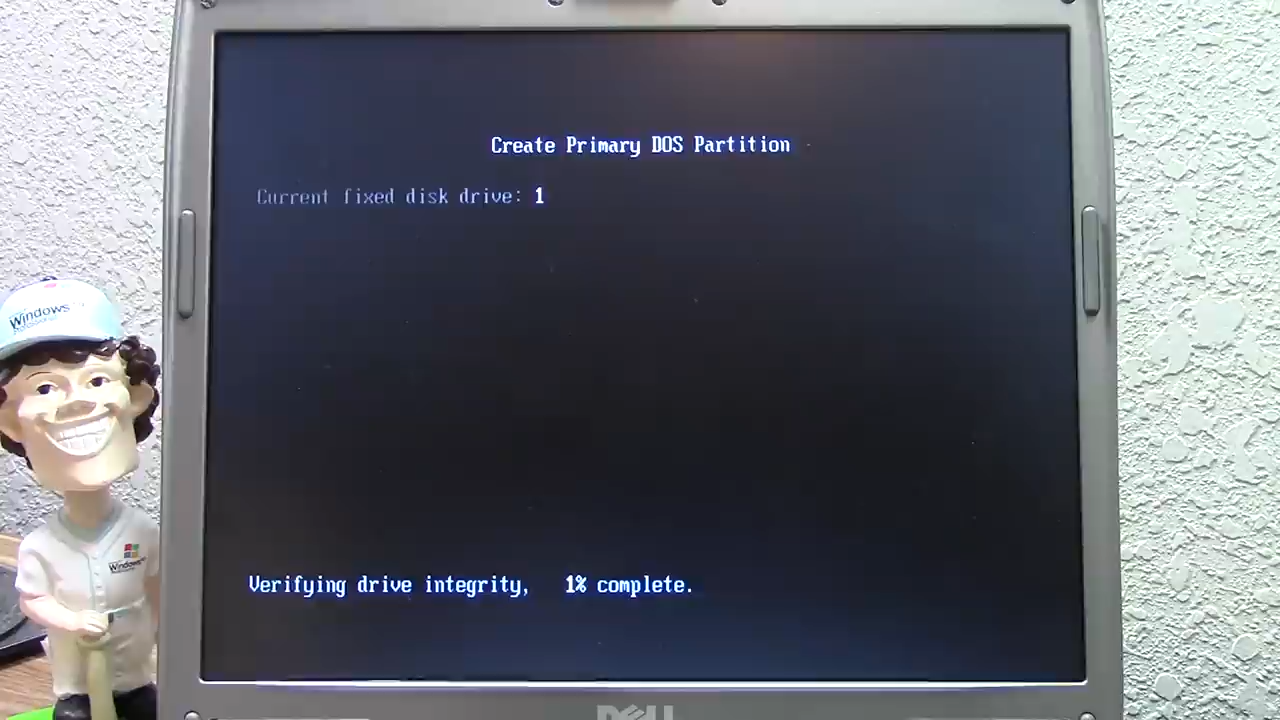 Create Primary DOS Partition
Current fixed disk drive: 1
Windows
Windows
Verifying drive integrity, 1% complete.
DELL